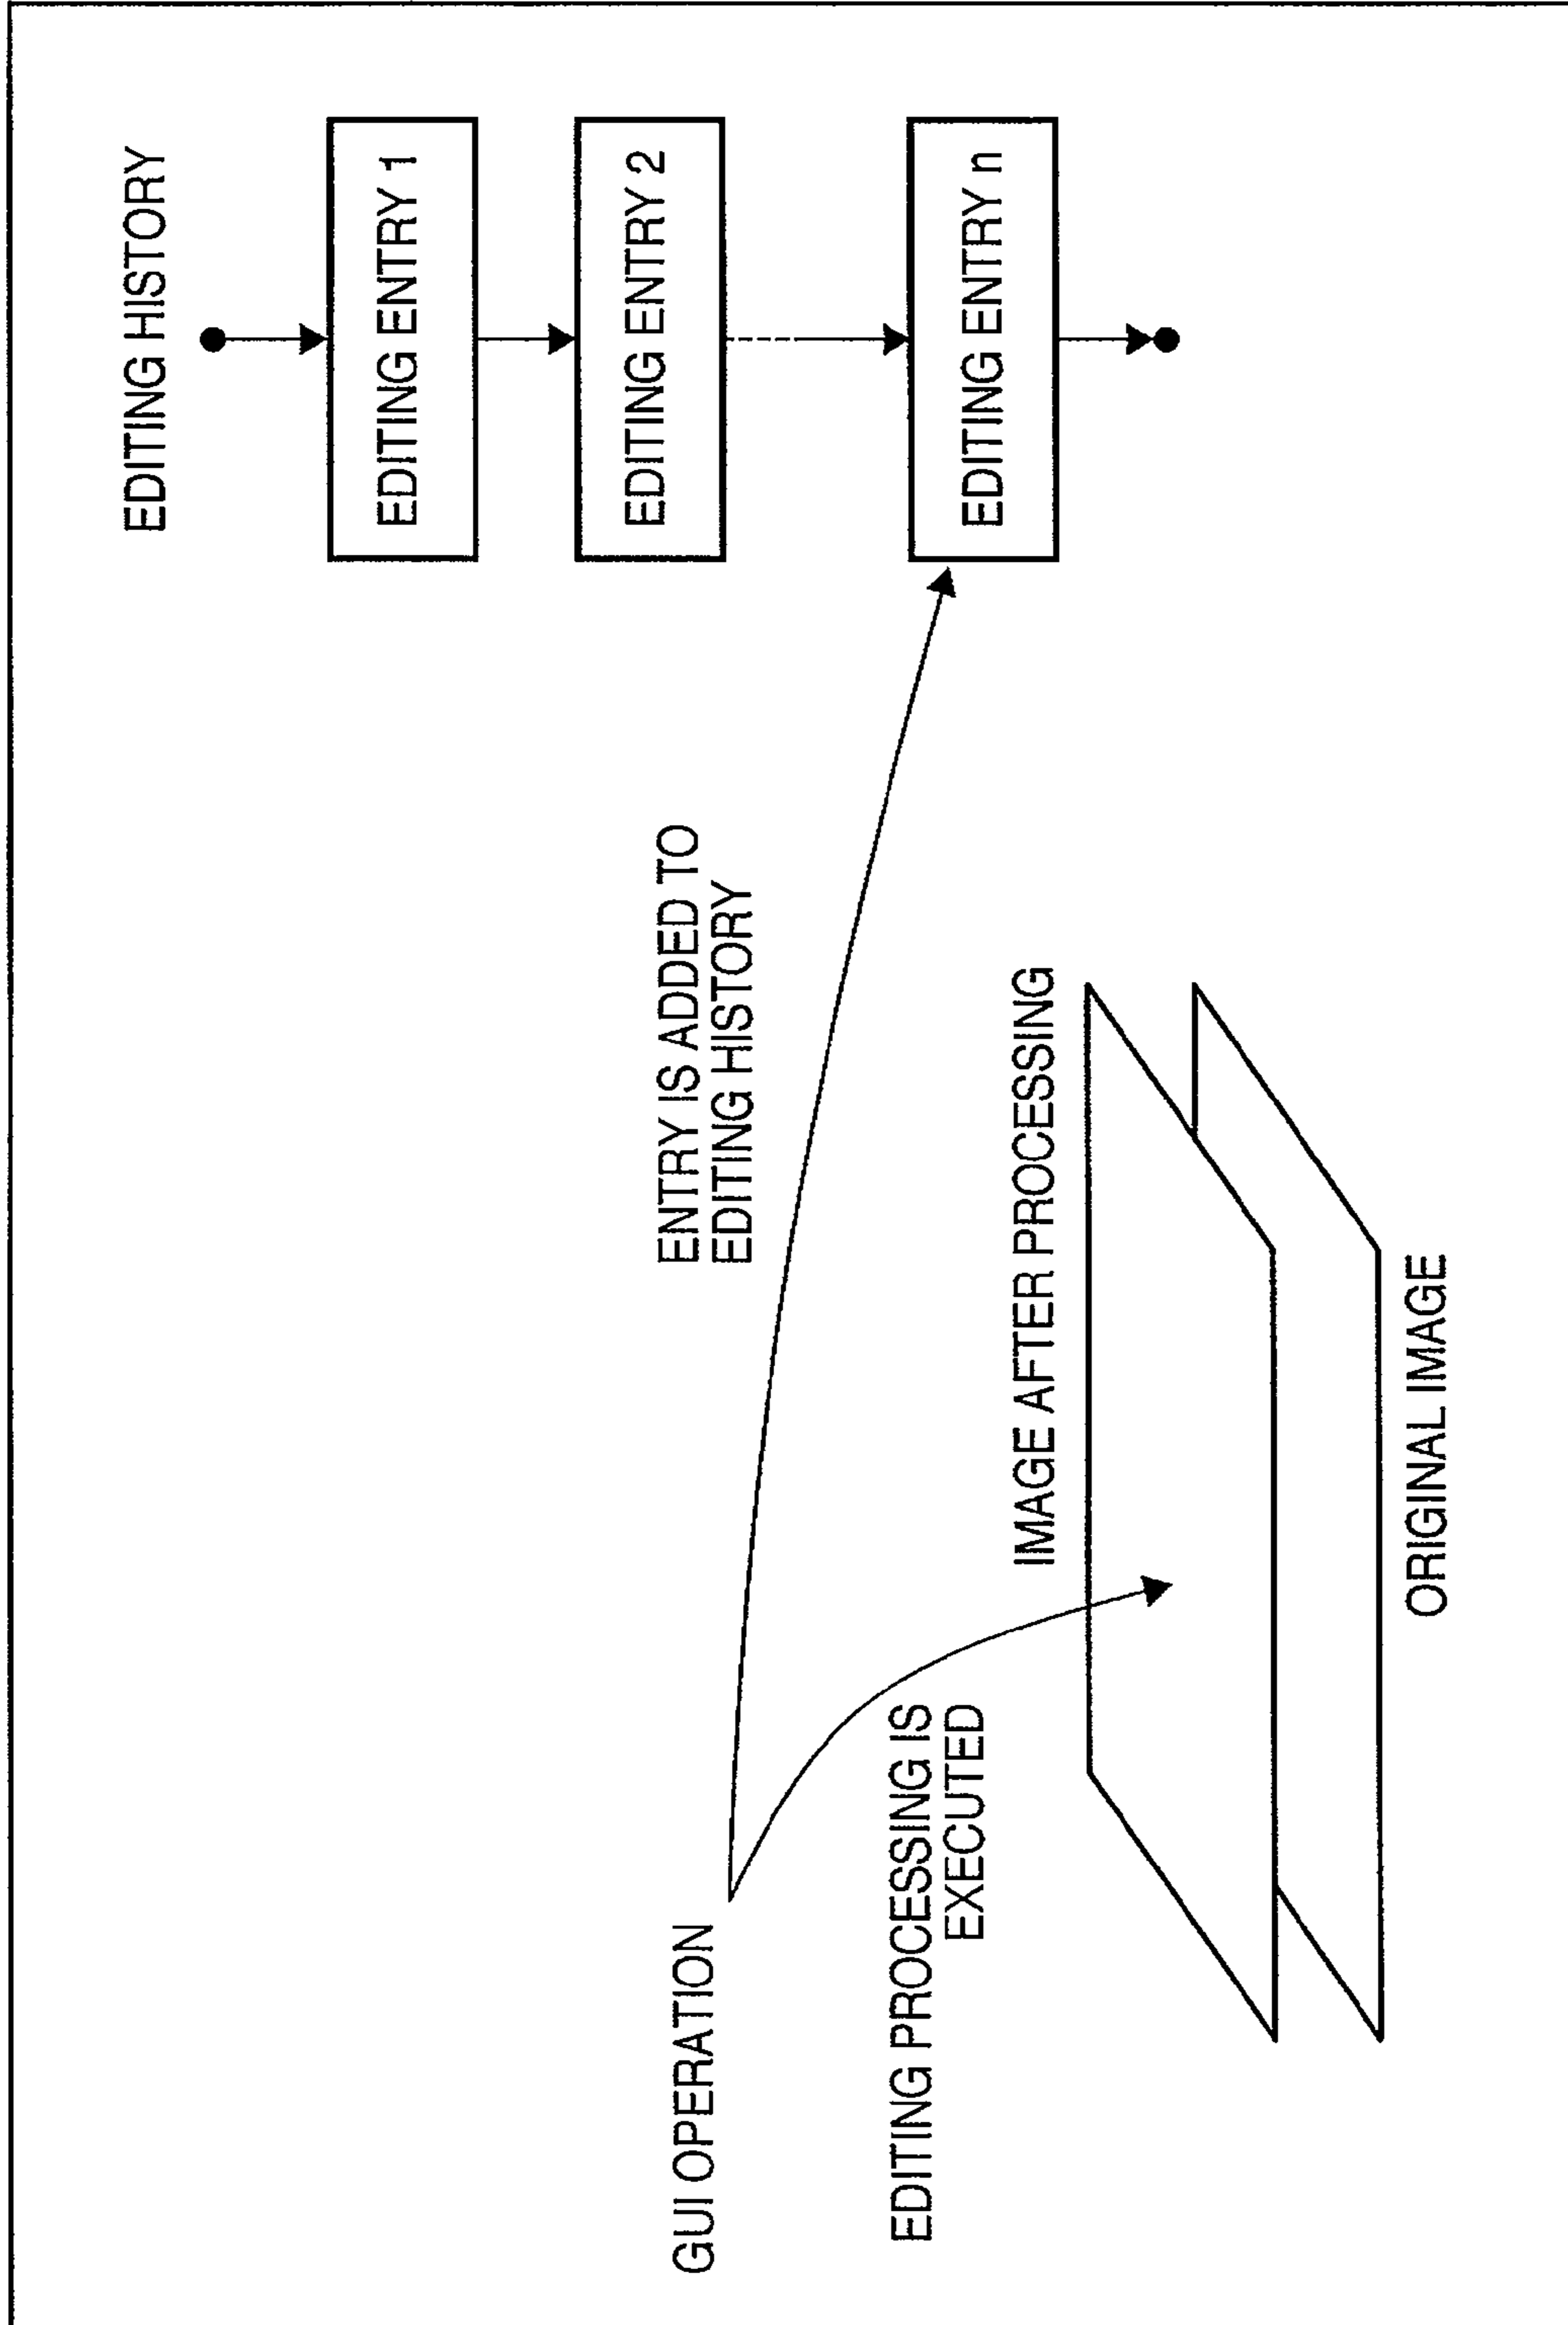 EDITING HISTORY
EDITING ENTRY 1
EDITING ENTRY 2
EDITING ENTRY n
ENTRY IS ADDED TO
EDITING HISTORY
GUI OPERATION
EDITING PROCESSING IS
EXECUTED
IMAGE AFTER PROCESSING
ORIGINAL IMAGE